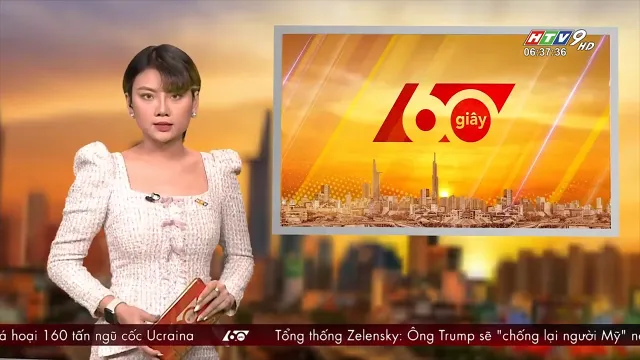 HTV9 HD
06:37:36
60 giây
á hoại 160 tấn ngũ cốc Ucraina 60 Tổng thống Zelensky: Ông Trump sẽ "chống lại người Mỹ" n